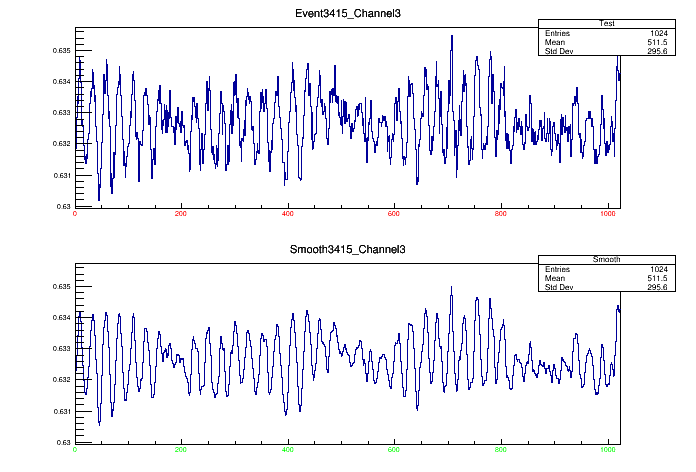 Event3415_Channel3
Test
Entries 1024
Mean 511.5
Std Dev 295.6
0.635
0.634
0.633
0.632
0.631
0.63
0 200 400 600 800 1000
Smooth3415_Channel3
Smooth
Entries 1024
Mean 511.5
Std Dev 295.6
0.635
0.634
0.633
0.632
0.631
0.63
0 200 400 600 800 1000